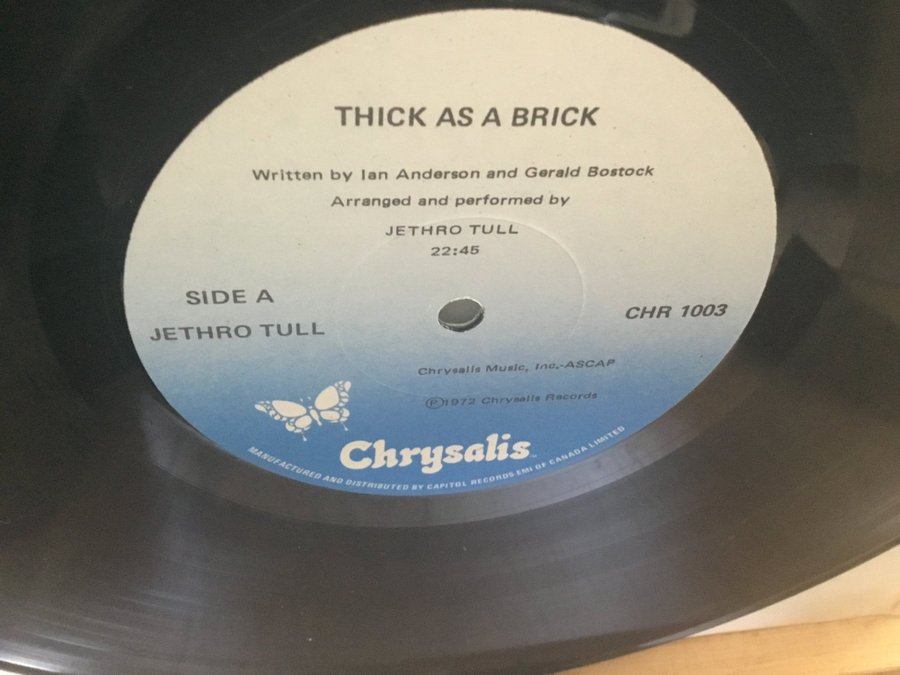 THICK AS A BRICK
Written by Ian Anderson and Gerald Bostock
Arranged and performed by
JETHRO TULL
22:45
SIDE A
JETHRO TULL
CHR 1003
Chrysalis Music, Inc.-ASCAP
Ⓟ1972 Chrysalis Records
Chrysalis™
MANUFACTURED AND DISTRIBUTED BY CAPITOL RECORDS-EMI OF CANADA LIMITED